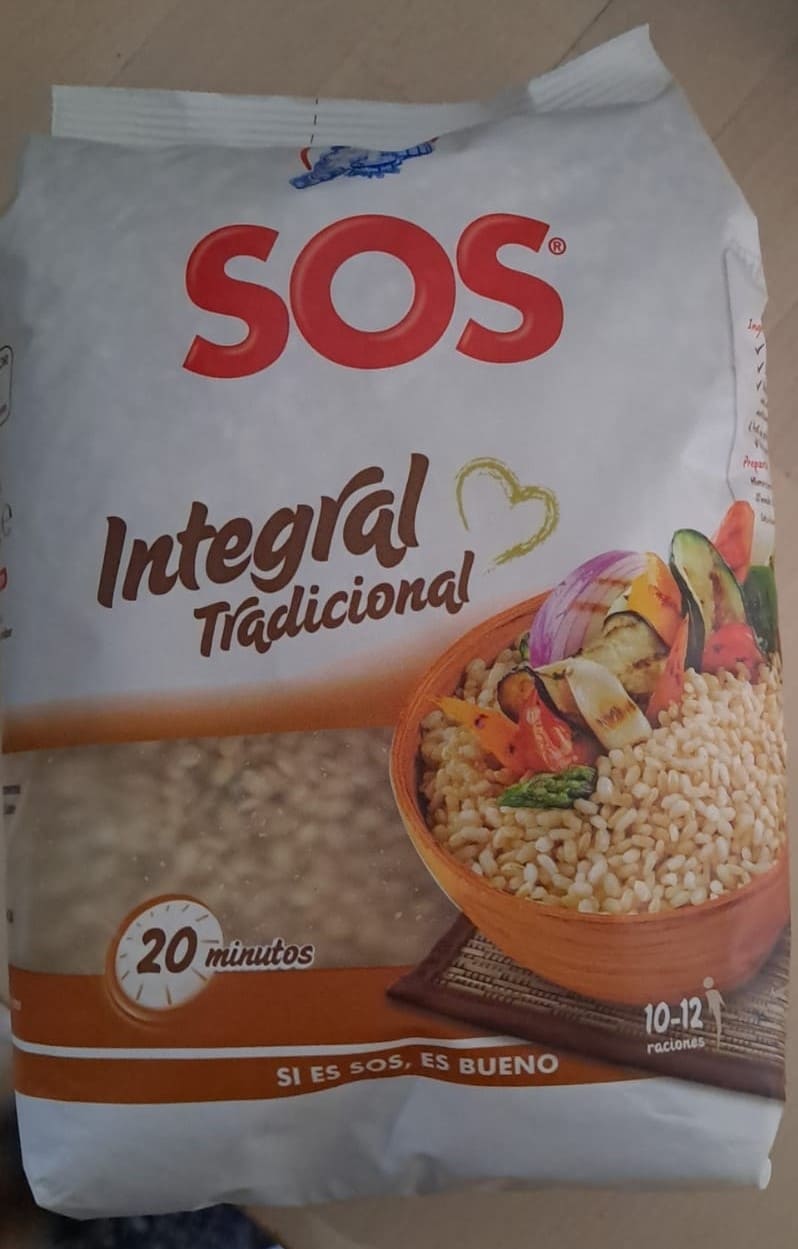 SOS®
Integral
Tradicional
20 minutos
10-12
raciones
SI ES SOS, ES BUENO